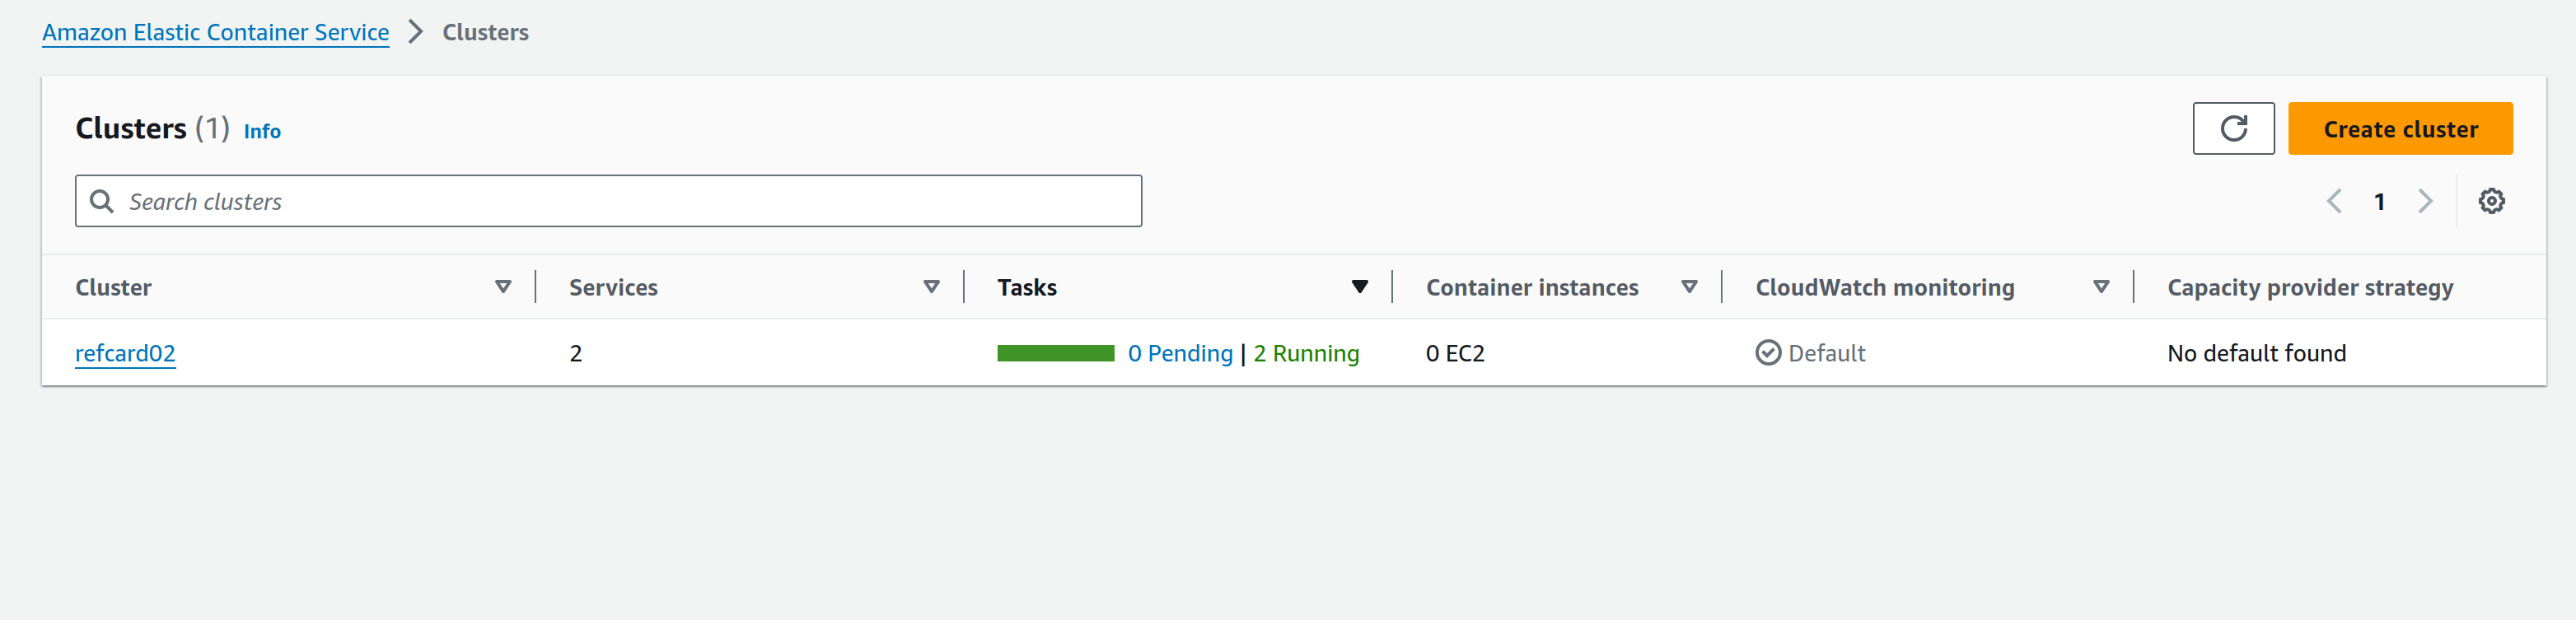 Amazon Elastic Container Service > Clusters
Clusters (1) Info
Create cluster
Search clusters
1
Cluster Services Tasks Container instances CloudWatch monitoring Capacity provider strategy
refcard02 2 0 Pending | 2 Running 0 EC2 Default No default found